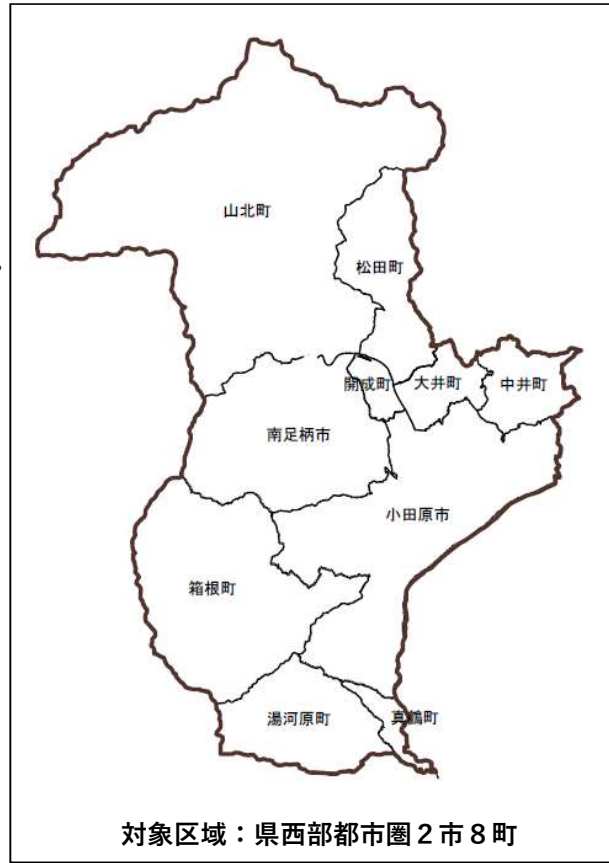 山北町
松田町
開成町
大井町
中井町
南足柄市
小田原市
箱根町
湯河原町
真鶴町
対象区域：県西部都市圏２市８町